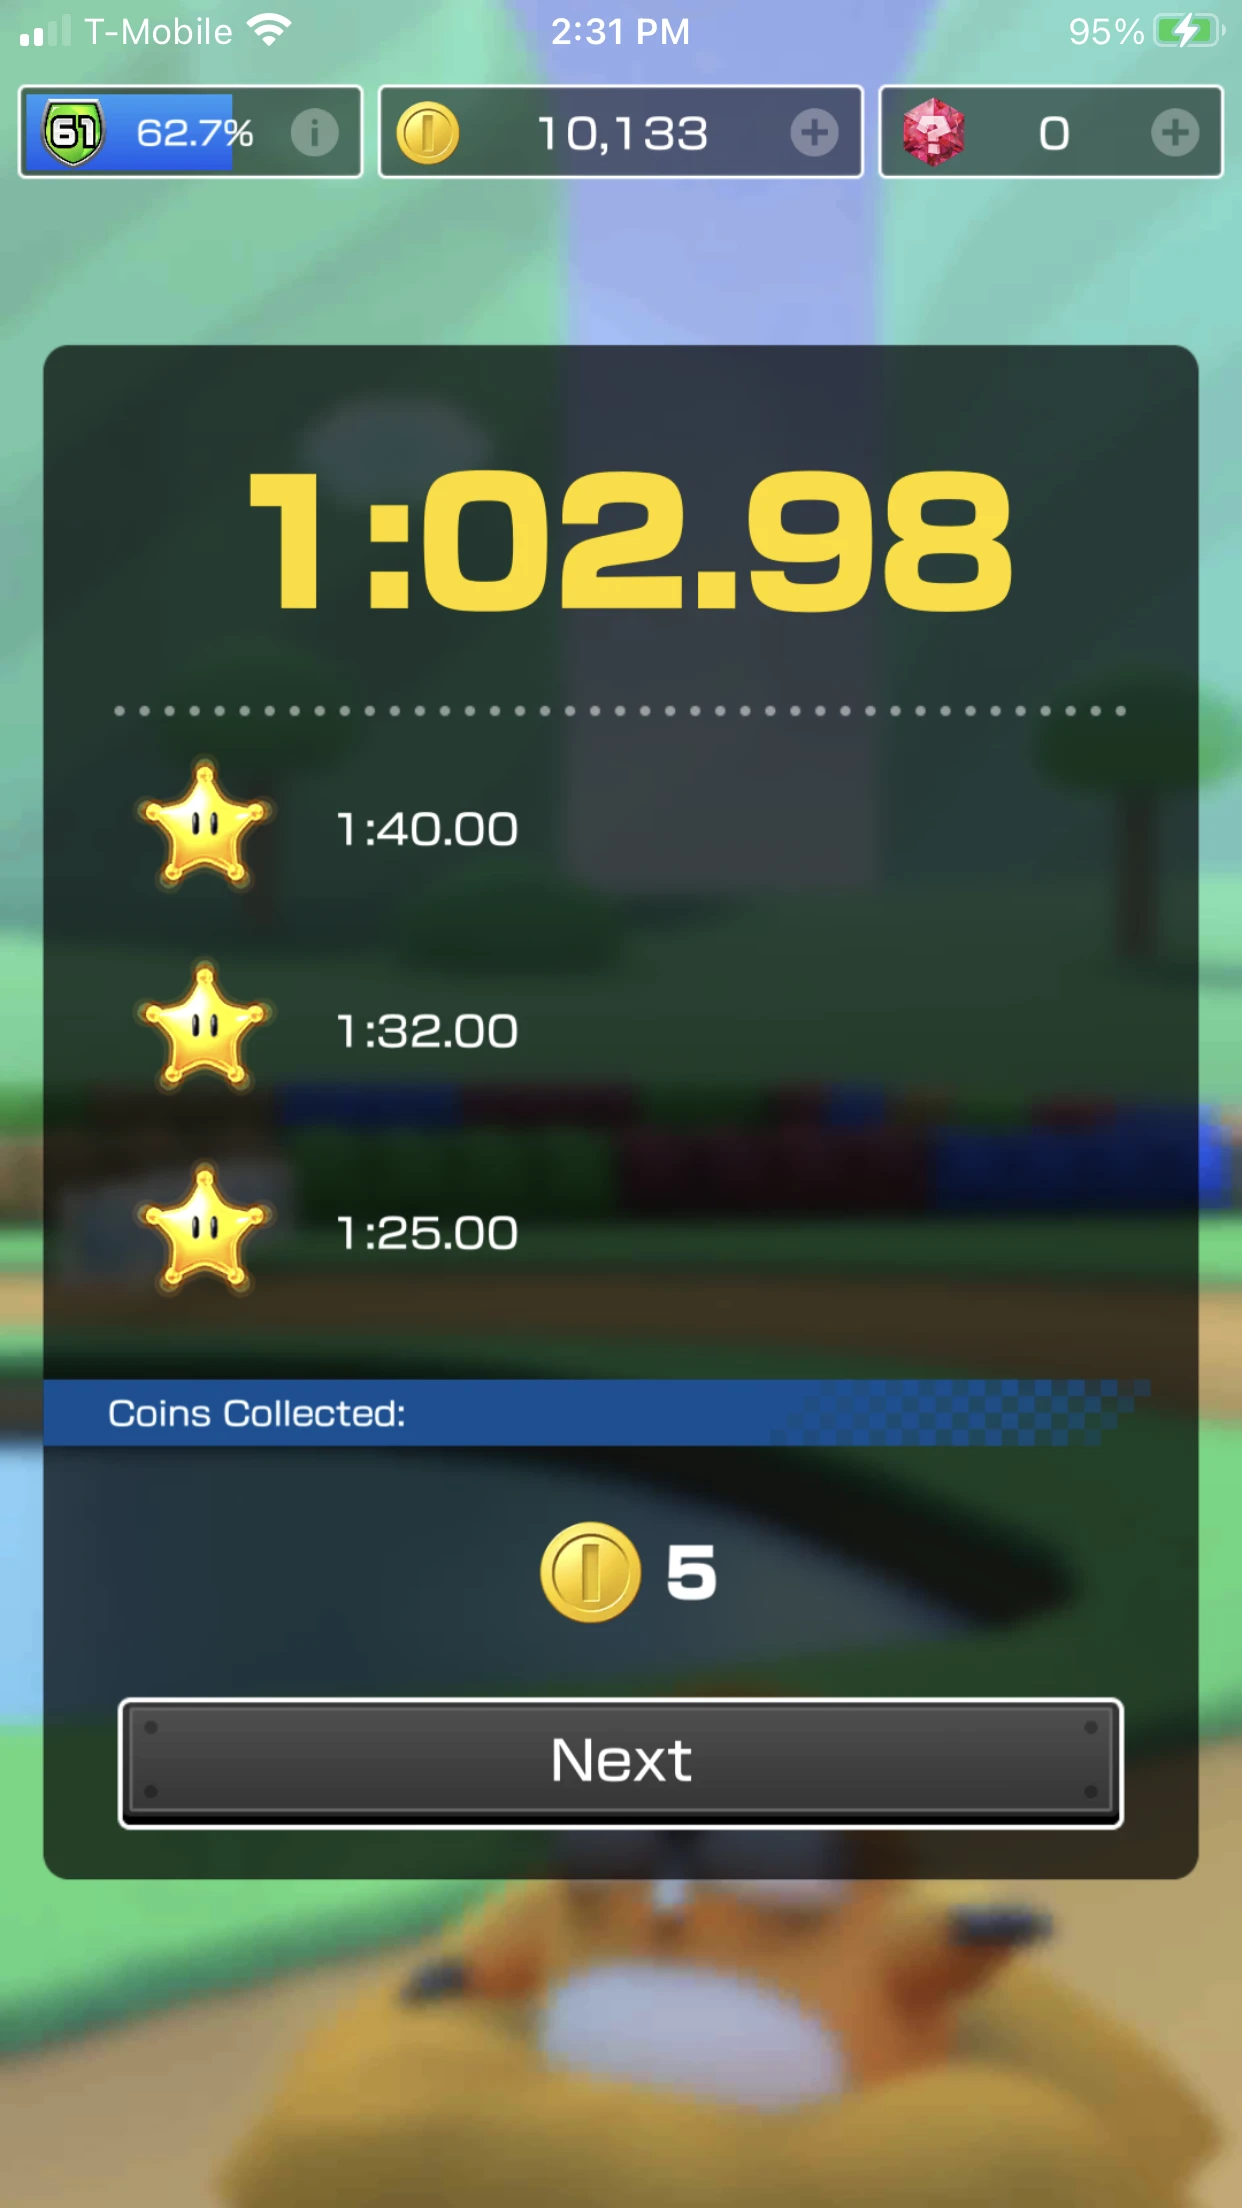 T-Mobile 2:31 PM 95%
61 62.7% i 10,133 + ? 0 +
1:02.98
1:40.00
1:32.00
1:25.00
Coins Collected:
5
Next